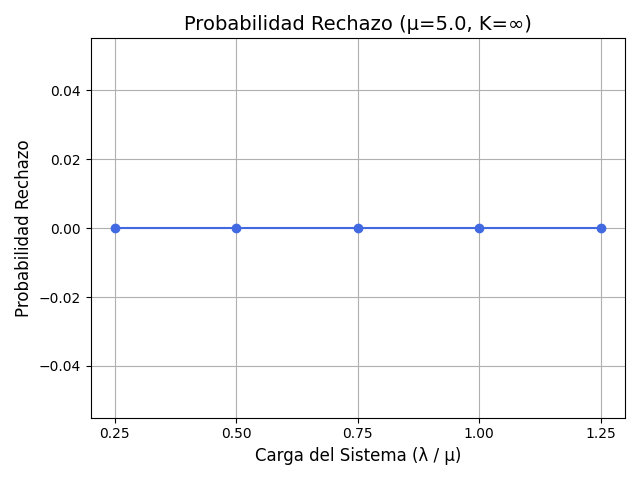 Probabilidad Rechazo (μ=5.0, K=∞)
Probabilidad Rechazo
0.04
0.02
0.00
−0.02
−0.04
0.25 0.50 0.75 1.00 1.25
Carga del Sistema (λ / μ)